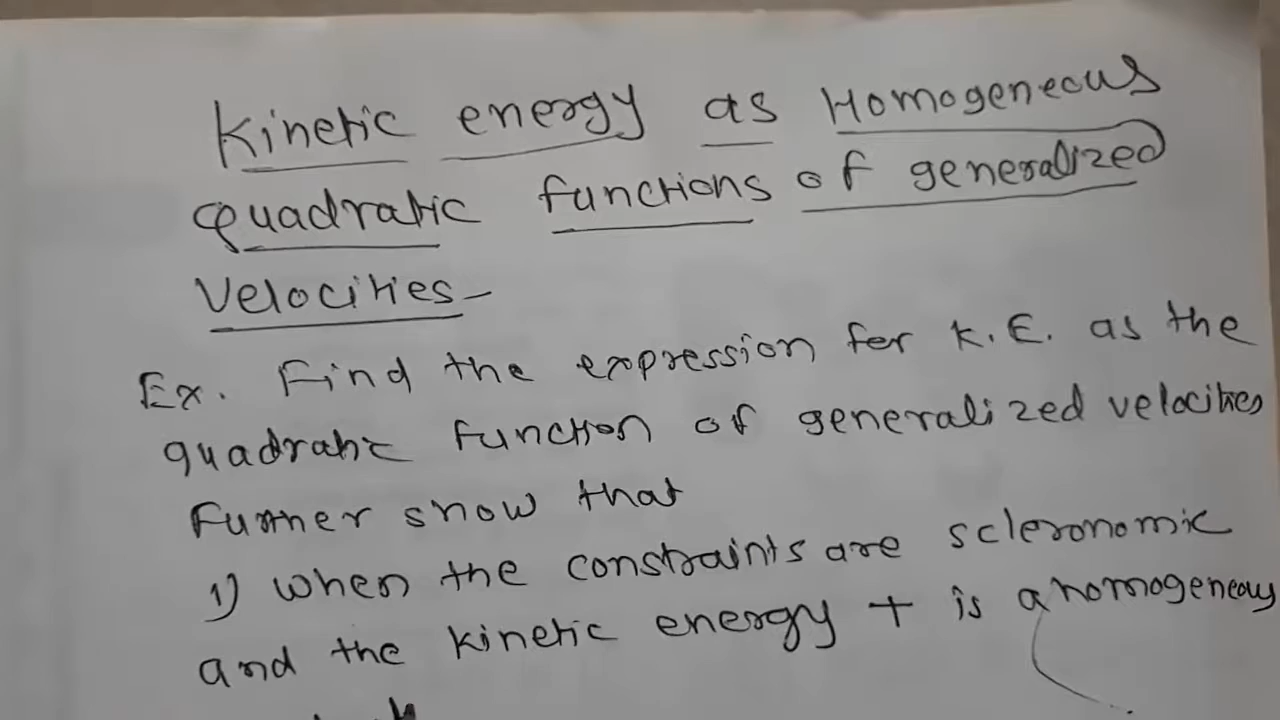 Kinetic energy as Homogeneous
quadratic functions of generalized
Velocities-
Ex. Find the expression for K.E. as the
quadratic function of generalized velocities
Further show that
1) when the constraints are scleronomic
and the kinetic energy T is a homogeneous